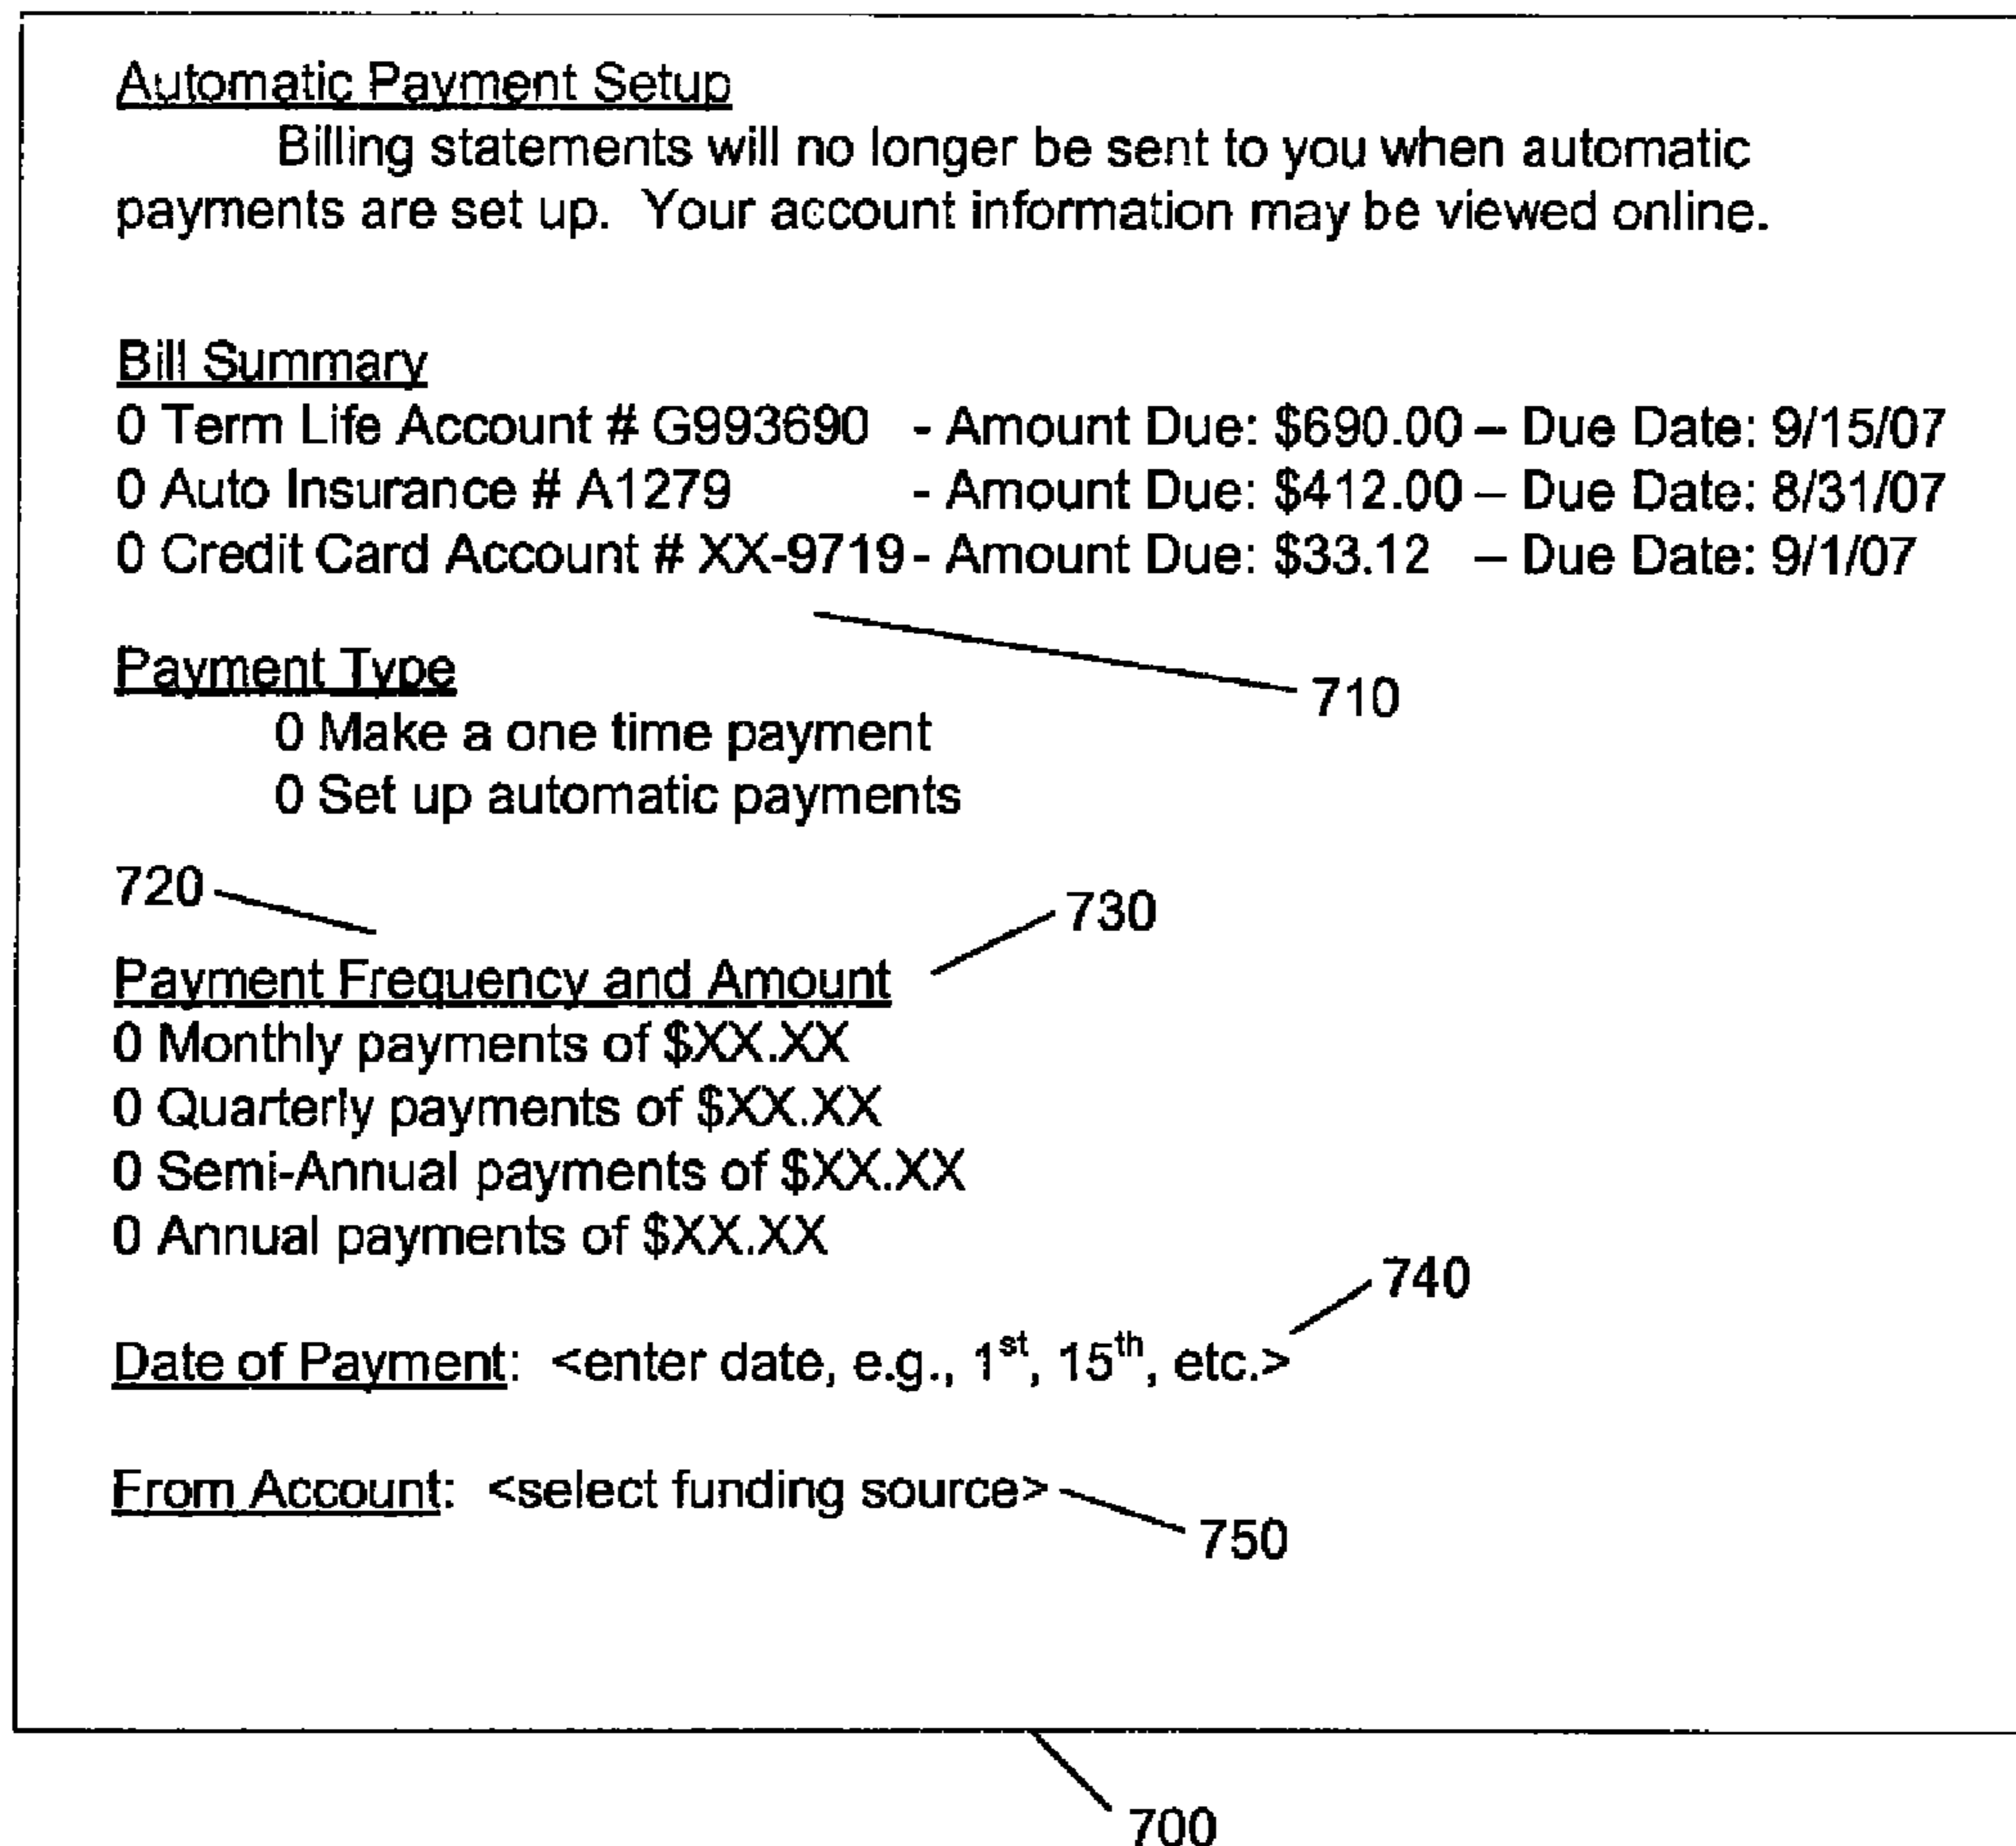 Automatic Payment Setup
Billing statements will no longer be sent to you when automatic
payments are set up. Your account information may be viewed online.
Bill Summary
0 Term Life Account # G993690 - Amount Due: $690.00 – Due Date: 9/15/07
0 Auto Insurance # A1279 - Amount Due: $412.00 – Due Date: 8/31/07
0 Credit Card Account # XX-9719 - Amount Due: $33.12 – Due Date: 9/1/07
Payment Type
710
0 Make a one time payment
0 Set up automatic payments
720
730
Payment Frequency and Amount
0 Monthly payments of $XX.XX
0 Quarterly payments of $XX.XX
0 Semi-Annual payments of $XX.XX
0 Annual payments of $XX.XX
740
Date of Payment: <enter date, e.g., 1st, 15th, etc.>
From Account: <select funding source>
750
700